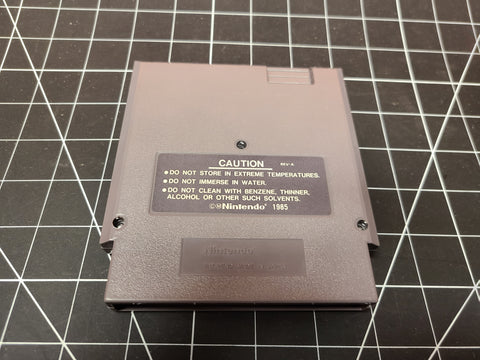 CAUTION REV-A
● DO NOT STORE IN EXTREME TEMPERATURES.
● DO NOT IMMERSE IN WATER.
● DO NOT CLEAN WITH BENZENE, THINNER,
ALCOHOL OR OTHER SUCH SOLVENTS.
©®Nintendo® 1985
Nintendo